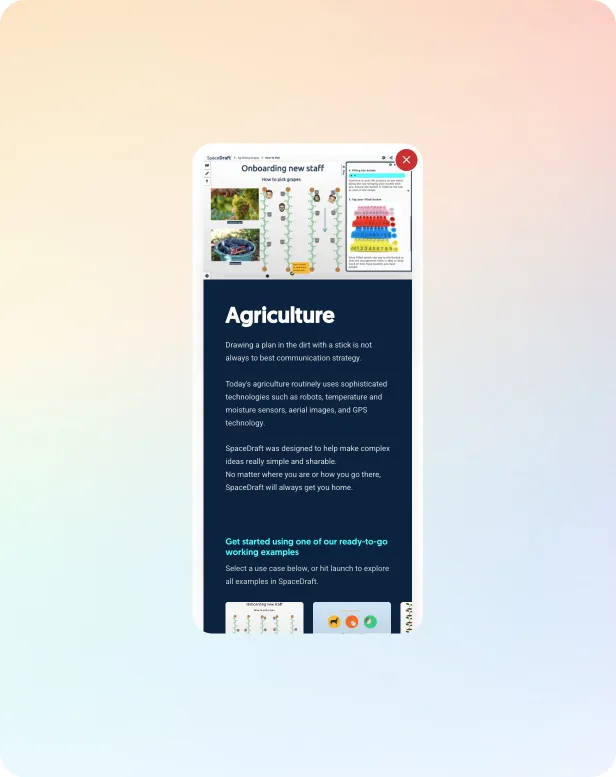 SpaceDraft
Onboarding new staff
How to pick grapes
Agriculture
Drawing a plan in the dirt with a stick is not
always to best communication strategy.
Today's agriculture routinely uses sophisticated
technologies such as robots, temperature and
moisture sensors, aerial images, and GPS
technology.
SpaceDraft was designed to help make complex
ideas really simple and sharable.
No matter where you are or how you go there,
SpaceDraft will always get you home.
Get started using one of our ready-to-go
working examples
Select a use case below, or hit launch to explore
all examples in SpaceDraft.
Onboarding new staff